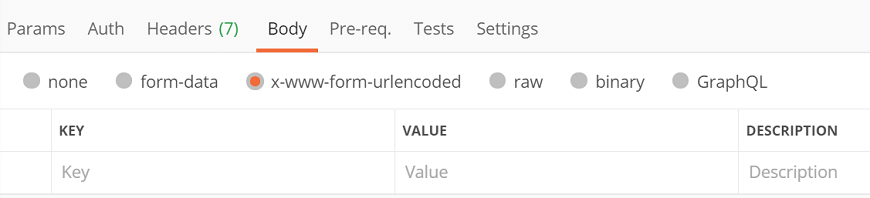 Params Auth Headers (7) Body Pre-req. Tests Settings
none form-data x-www-form-urlencoded raw binary GraphQL
KEY VALUE DESCRIPTION
Key Value Description